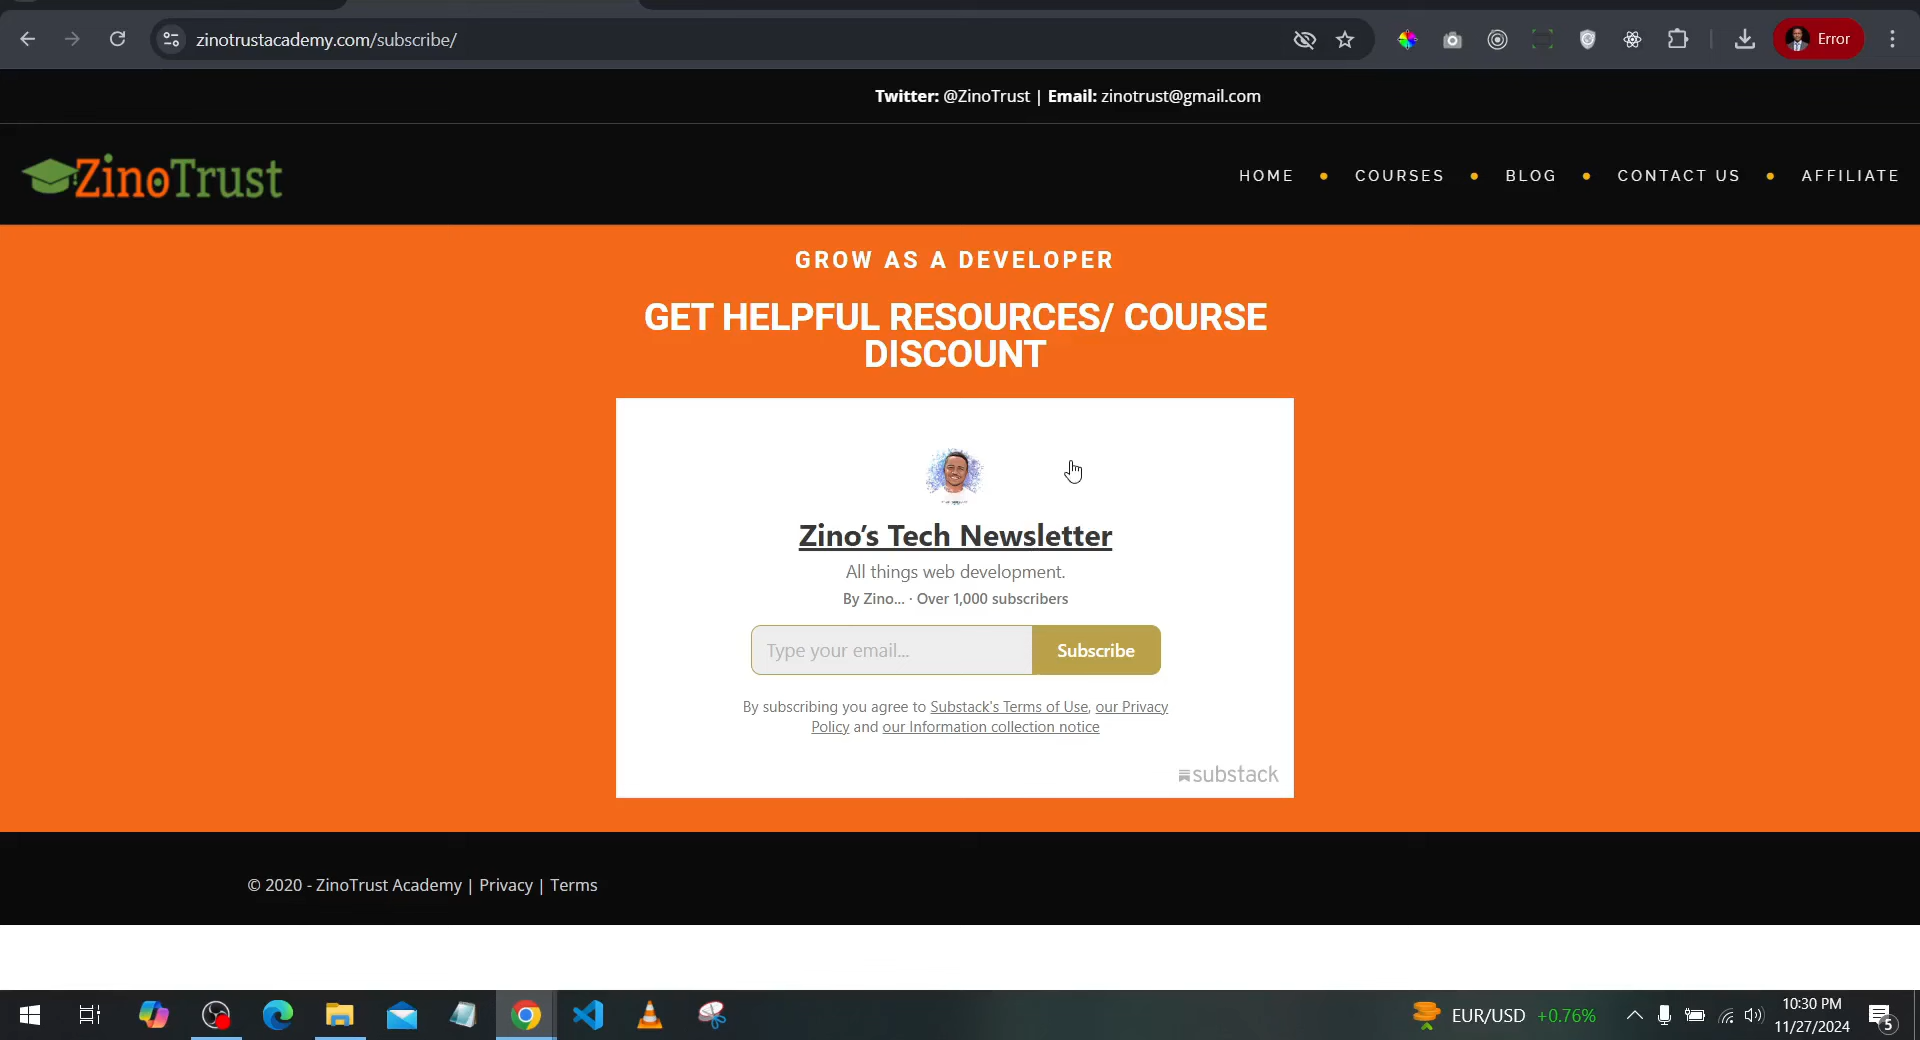 zinotrustacademy.com/subscribe/
Error
Twitter: @ZinoTrust | Email: zinotrust@gmail.com
ZinoTrust
HOME • COURSES • BLOG • CONTACT US • AFFILIATE
GROW AS A DEVELOPER
GET HELPFUL RESOURCES/ COURSE
DISCOUNT
Zino’s Tech Newsletter
All things web development.
By Zino... · Over 1,000 subscribers
Type your email...
Subscribe
By subscribing you agree to Substack's Terms of Use, our Privacy
Policy and our Information collection notice
substack
© 2020 - ZinoTrust Academy | Privacy | Terms
EUR/USD +0.76%
10:30 PM
11/27/2024
5